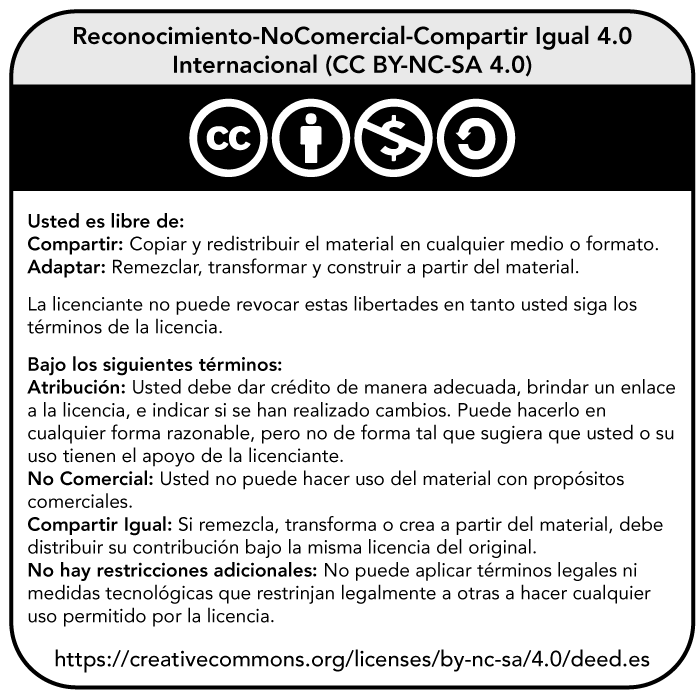 Reconocimiento-NoComercial-Compartir Igual 4.0
Internacional (CC BY-NC-SA 4.0)
cc
$
Usted es libre de:
Compartir: Copiar y redistribuir el material en cualquier medio o formato.
Adaptar: Remezclar, transformar y construir a partir del material.
La licenciante no puede revocar estas libertades en tanto usted siga los
términos de la licencia.
Bajo los siguientes términos:
Atribución: Usted debe dar crédito de manera adecuada, brindar un enlace
a la licencia, e indicar si se han realizado cambios. Puede hacerlo en
cualquier forma razonable, pero no de forma tal que sugiera que usted o su
uso tienen el apoyo de la licenciante.
No Comercial: Usted no puede hacer uso del material con propósitos
comerciales.
Compartir Igual: Si remezcla, transforma o crea a partir del material, debe
distribuir su contribución bajo la misma licencia del original.
No hay restricciones adicionales: No puede aplicar términos legales ni
medidas tecnológicas que restrinjan legalmente a otras a hacer cualquier
uso permitido por la licencia.
https://creativecommons.org/licenses/by-nc-sa/4.0/deed.es